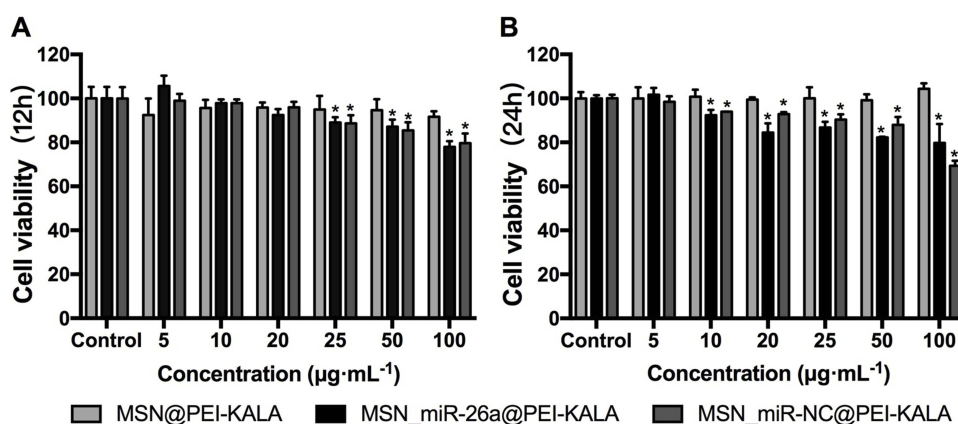 A
Cell viability (12h)
120
100
80
60
40
20
0
* * * * * *
Control 5 10 20 25 50 100
Concentration (µg·mL⁻¹)
B
Cell viability (24h)
120
100
80
60
40
20
0
* * * * * * * * * *
Control 5 10 20 25 50 100
Concentration (µg·mL⁻¹)
MSN@PEI-KALA MSN_miR-26a@PEI-KALA MSN_miR-NC@PEI-KALA